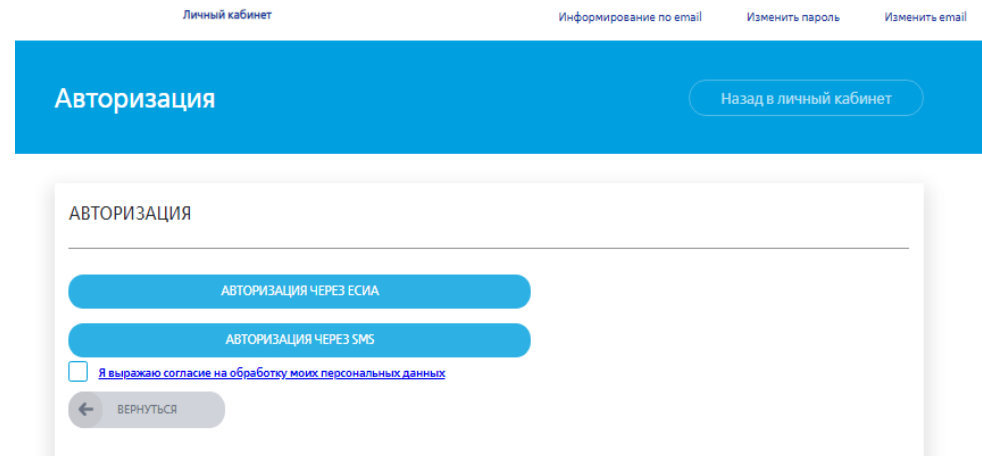 Личный кабинет Информирование по email Изменить пароль Изменить email
Авторизация Назад в личный кабинет
АВТОРИЗАЦИЯ
АВТОРИЗАЦИЯ ЧЕРЕЗ ЕСИА
АВТОРИЗАЦИЯ ЧЕРЕЗ SMS
Я выражаю согласие на обработку моих персональных данных
ВЕРНУТЬСЯ